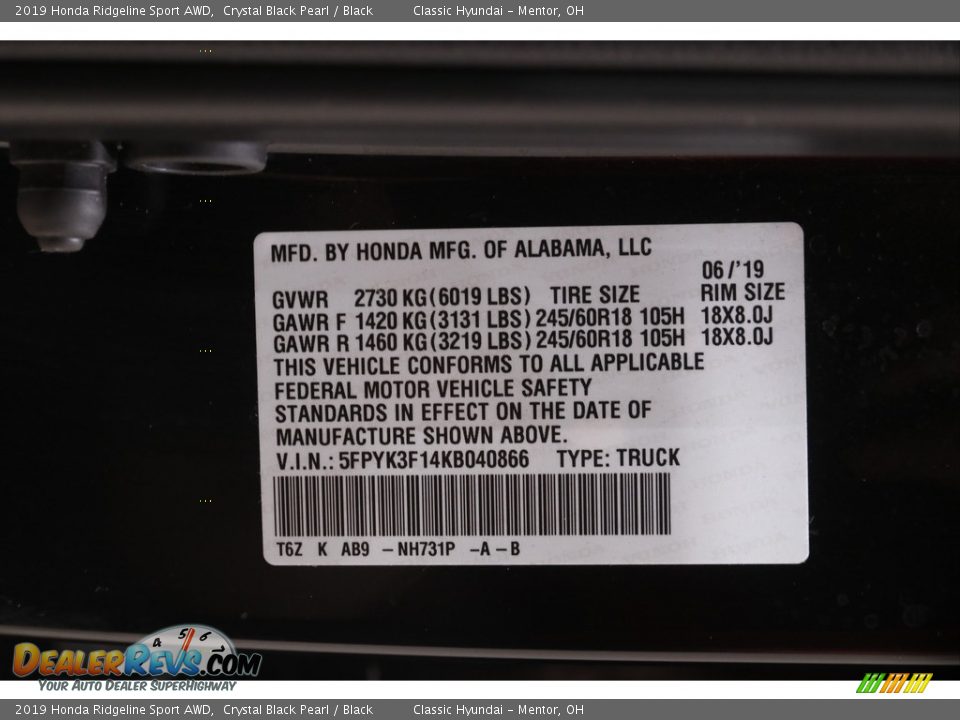 2019 Honda Ridgeline Sport AWD, Crystal Black Pearl / Black Classic Hyundai - Mentor, OH
MFD. BY HONDA MFG. OF ALABAMA, LLC
06/'19
GVWR 2730 KG(6019 LBS) TIRE SIZE RIM SIZE
GAWR F 1420 KG(3131 LBS) 245/60R18 105H 18X8.0J
GAWR R 1460 KG(3219 LBS) 245/60R18 105H 18X8.0J
THIS VEHICLE CONFORMS TO ALL APPLICABLE
FEDERAL MOTOR VEHICLE SAFETY
STANDARDS IN EFFECT ON THE DATE OF
MANUFACTURE SHOWN ABOVE.
V.I.N.: 5FPYK3F14KB040866 TYPE: TRUCK
T6Z K AB9 -NH731P -A-B
4 5 6
DEALERREVS.COM
YOUR AUTO DEALER SUPERHIGHWAY
2019 Honda Ridgeline Sport AWD, Crystal Black Pearl / Black Classic Hyundai - Mentor, OH